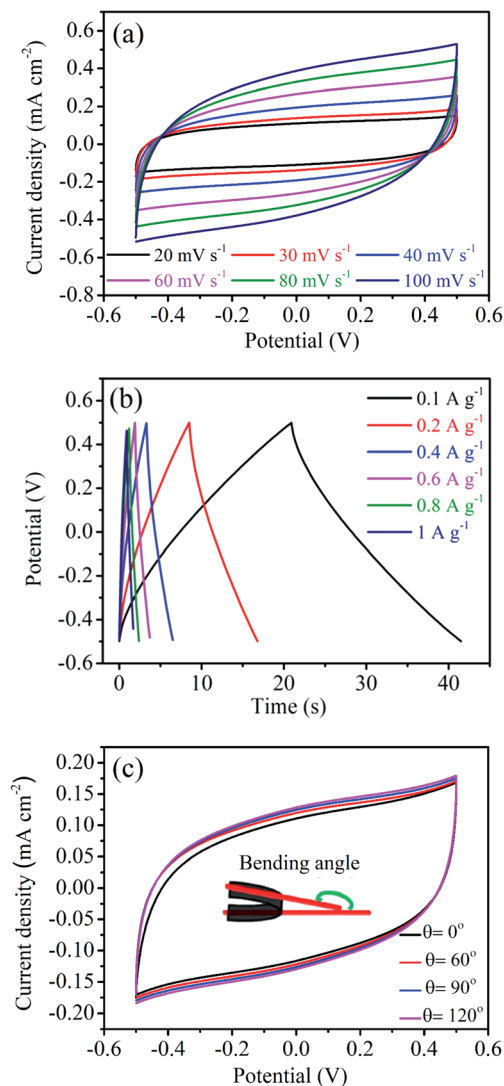 (a)
Current density (mA cm⁻²)
0.8
0.6
0.4
0.2
0.0
-0.2
-0.4
-0.6
-0.8
20 mV s⁻¹ 30 mV s⁻¹ 40 mV s⁻¹
60 mV s⁻¹ 80 mV s⁻¹ 100 mV s⁻¹
-0.6 -0.4 -0.2 0.0 0.2 0.4 0.6
Potential (V)
(b)
Potential (V)
0.6
0.4
0.2
0.0
-0.2
-0.4
-0.6
0.1 A g⁻¹
0.2 A g⁻¹
0.4 A g⁻¹
0.6 A g⁻¹
0.8 A g⁻¹
1 A g⁻¹
0 10 20 30 40
Time (s)
(c)
Current density (mA cm⁻²)
0.20
0.15
0.10
0.05
0.00
-0.05
-0.10
-0.15
-0.20
Bending angle
θ= 0°
θ= 60°
θ= 90°
θ= 120°
-0.6 -0.4 -0.2 0.0 0.2 0.4 0.6
Potential (V)